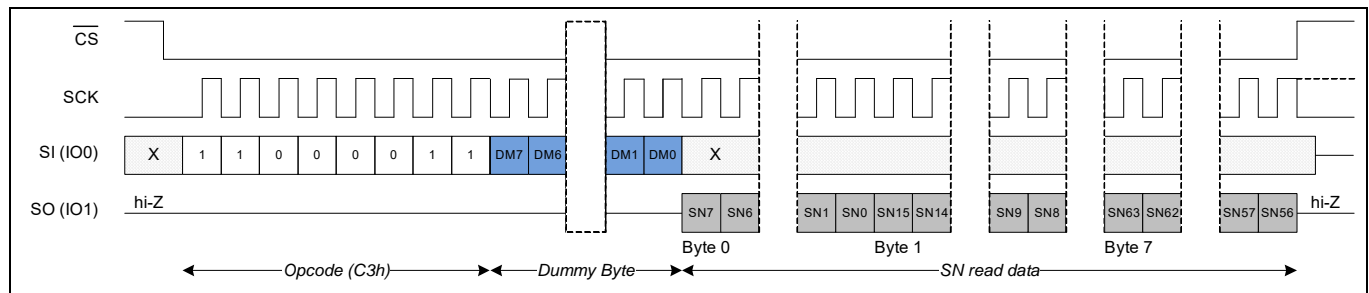 CS
SCK
SI (IO0) X 1 1 0 0 0 0 1 1 DM7 DM6 DM1 DM0 X
SO (IO1) hi-Z SN7 SN6 SN1 SN0 SN15 SN14 SN9 SN8 SN63 SN62 SN57 SN56 hi-Z
Byte 0 Byte 1 Byte 7
Opcode (C3h) Dummy Byte SN read data